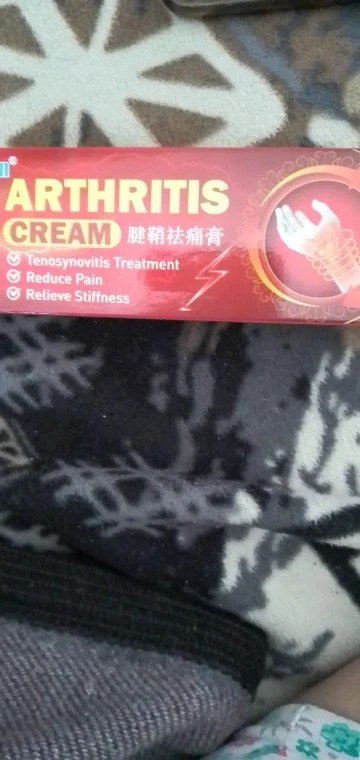 ARTHRITIS
CREAM 腱鞘祛痛膏
Tenosynovitis Treatment
Reduce Pain
Relieve Stiffness